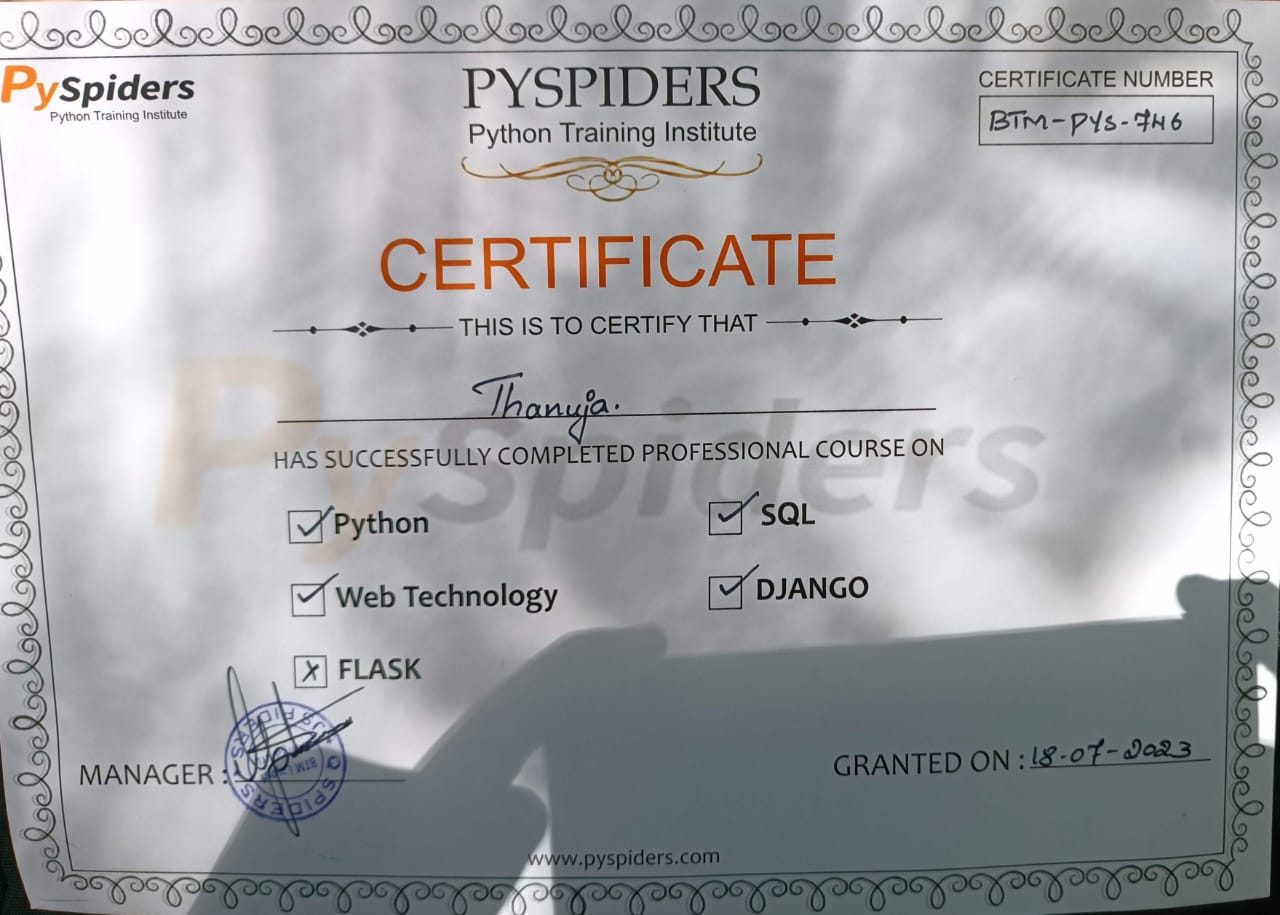 PySpiders
Python Training Institute
PYSPIDERS
Python Training Institute
CERTIFICATE NUMBER
BTM-PYS-746
CERTIFICATE
THIS IS TO CERTIFY THAT
Thanuja.
HAS SUCCESSFULLY COMPLETED PROFESSIONAL COURSE ON
PySpiders
Python
SQL
Web Technology
DJANGO
FLASK
MANAGER :
GRANTED ON : 18-07-2023
QSPIDERS
www.pyspiders.com